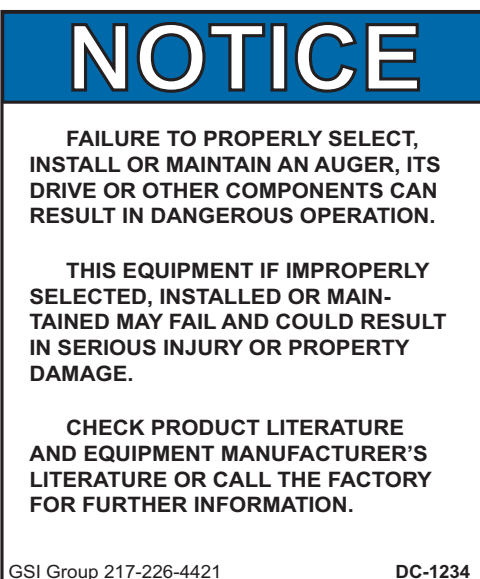 NOTICE
FAILURE TO PROPERLY SELECT,
INSTALL OR MAINTAIN AN AUGER, ITS
DRIVE OR OTHER COMPONENTS CAN
RESULT IN DANGEROUS OPERATION.
THIS EQUIPMENT IF IMPROPERLY
SELECTED, INSTALLED OR MAIN-
TAINED MAY FAIL AND COULD RESULT
IN SERIOUS INJURY OR PROPERTY
DAMAGE.
CHECK PRODUCT LITERATURE
AND EQUIPMENT MANUFACTURER’S
LITERATURE OR CALL THE FACTORY
FOR FURTHER INFORMATION.
GSI Group 217-226-4421 DC-1234